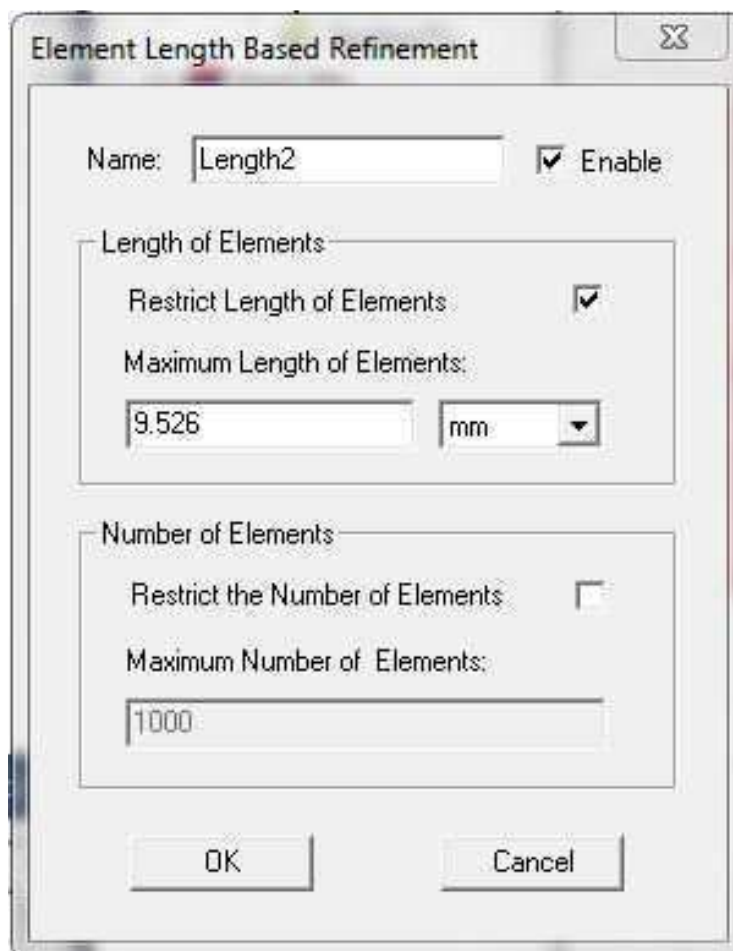 Element Length Based Refinement
Name: Length2 Enable
Length of Elements
Restrict Length of Elements
Maximum Length of Elements:
9.526 mm
Number of Elements
Restrict the Number of Elements
Maximum Number of Elements:
1000
OK Cancel